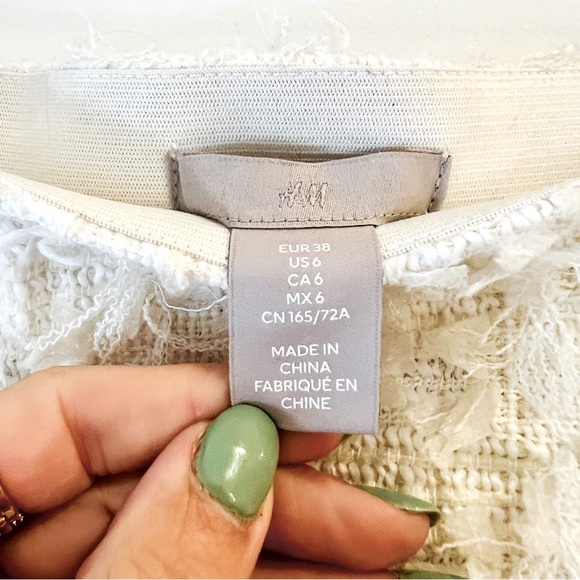 H&M
EUR 38
US 6
CA 6
MX 6
CN 165/72A
MADE IN
CHINA
FABRIQUÉ EN
CHINE